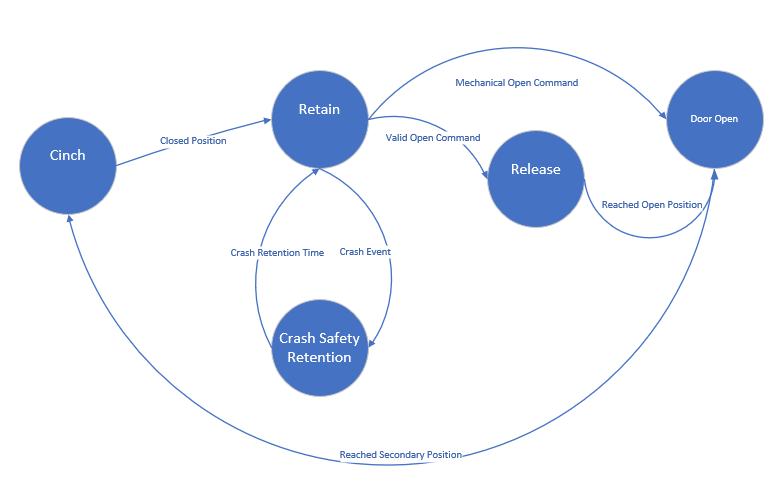 Mechanical Open Command
Retain
Door Open
Closed Position
Valid Open Command
Cinch
Release
Reached Open Position
Crash Retention Time
Crash Event
Crash Safety
Retention
Reached Secondary Position